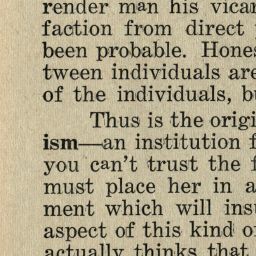 render man his vicar
faction from direct
been probable. Hones
tween individuals are
of the individuals, bu
Thus is the origi
ism—an institution f
you can't trust the f
must place her in a
ment which will insu
aspect of this kind o
actually thinks that